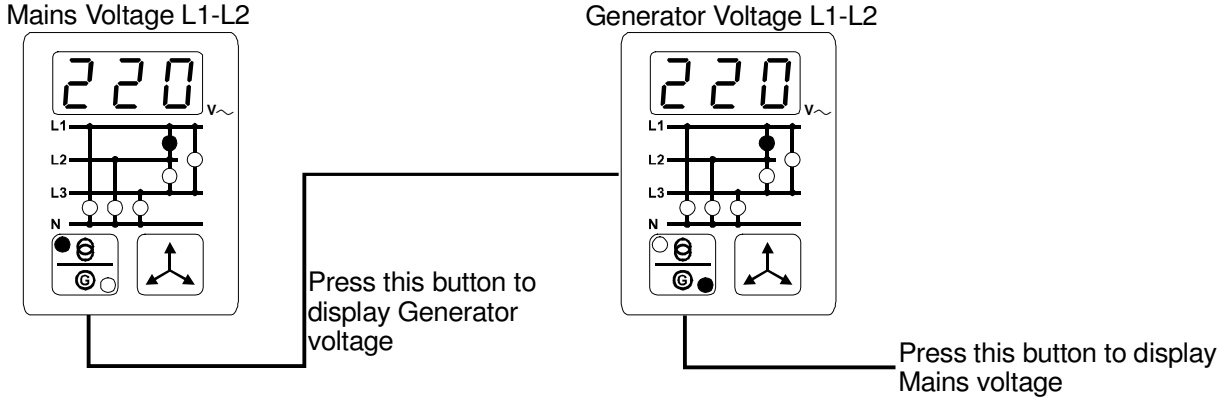 Mains Voltage L1-L2
220
V~
L1
L2
L3
N
G
Press this button to
display Generator
voltage
Generator Voltage L1-L2
220
V~
L1
L2
L3
N
G
Press this button to display
Mains voltage